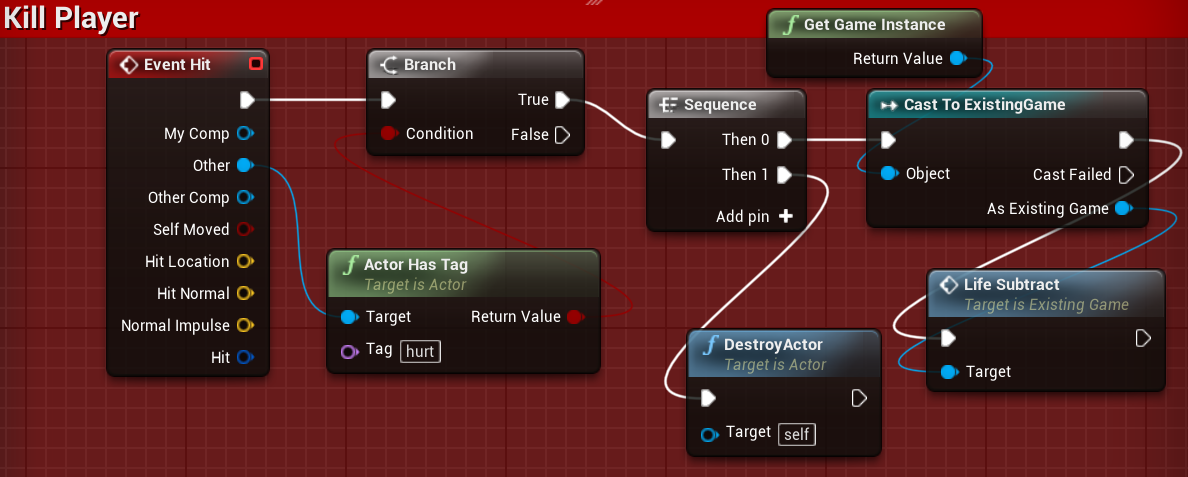 Kill Player
Event Hit
My Comp
Other
Other Comp
Self Moved
Hit Location
Hit Normal
Normal Impulse
Hit
Branch
True
Condition
False
Actor Has Tag
Target is Actor
Target
Return Value
Tag hurt
Sequence
Then 0
Then 1
Add pin
DestroyActor
Target is Actor
Target self
Get Game Instance
Return Value
Cast To ExistingGame
Object
Cast Failed
As Existing Game
Life Subtract
Target is Existing Game
Target